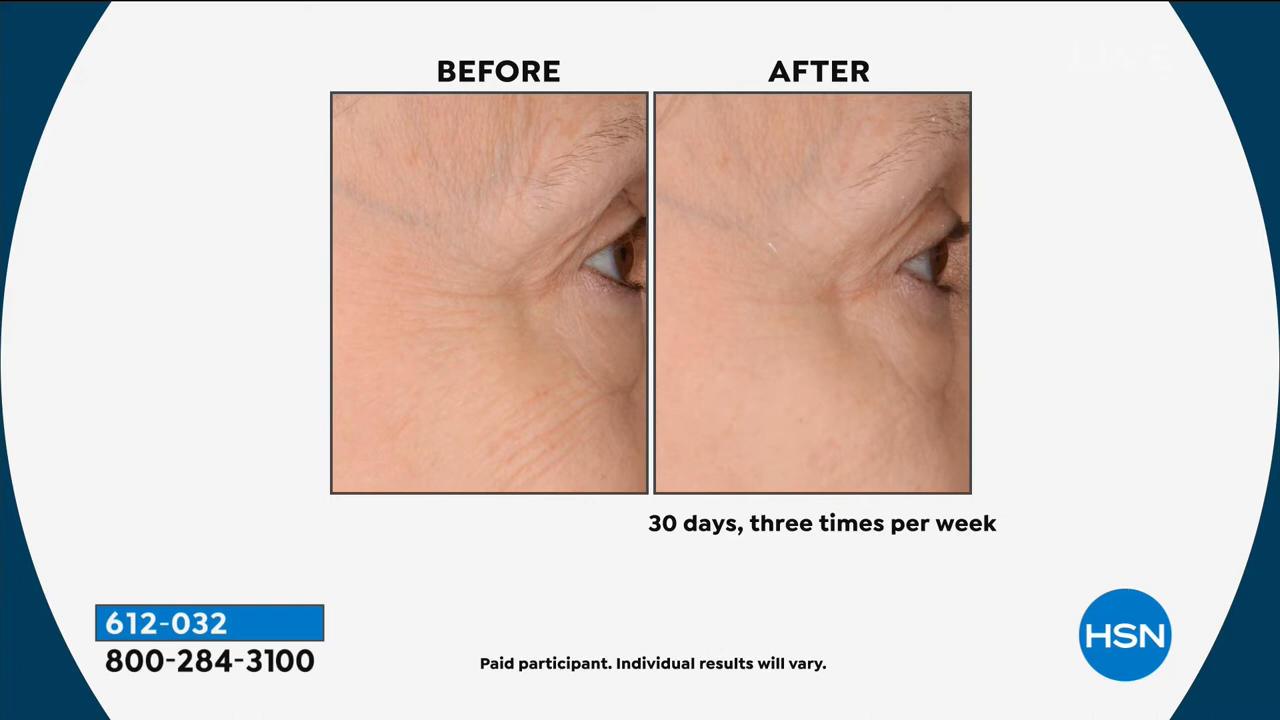 BEFORE
AFTER
30 days, three times per week
612-032
800-284-3100
Paid participant. Individual results will vary.
HSN